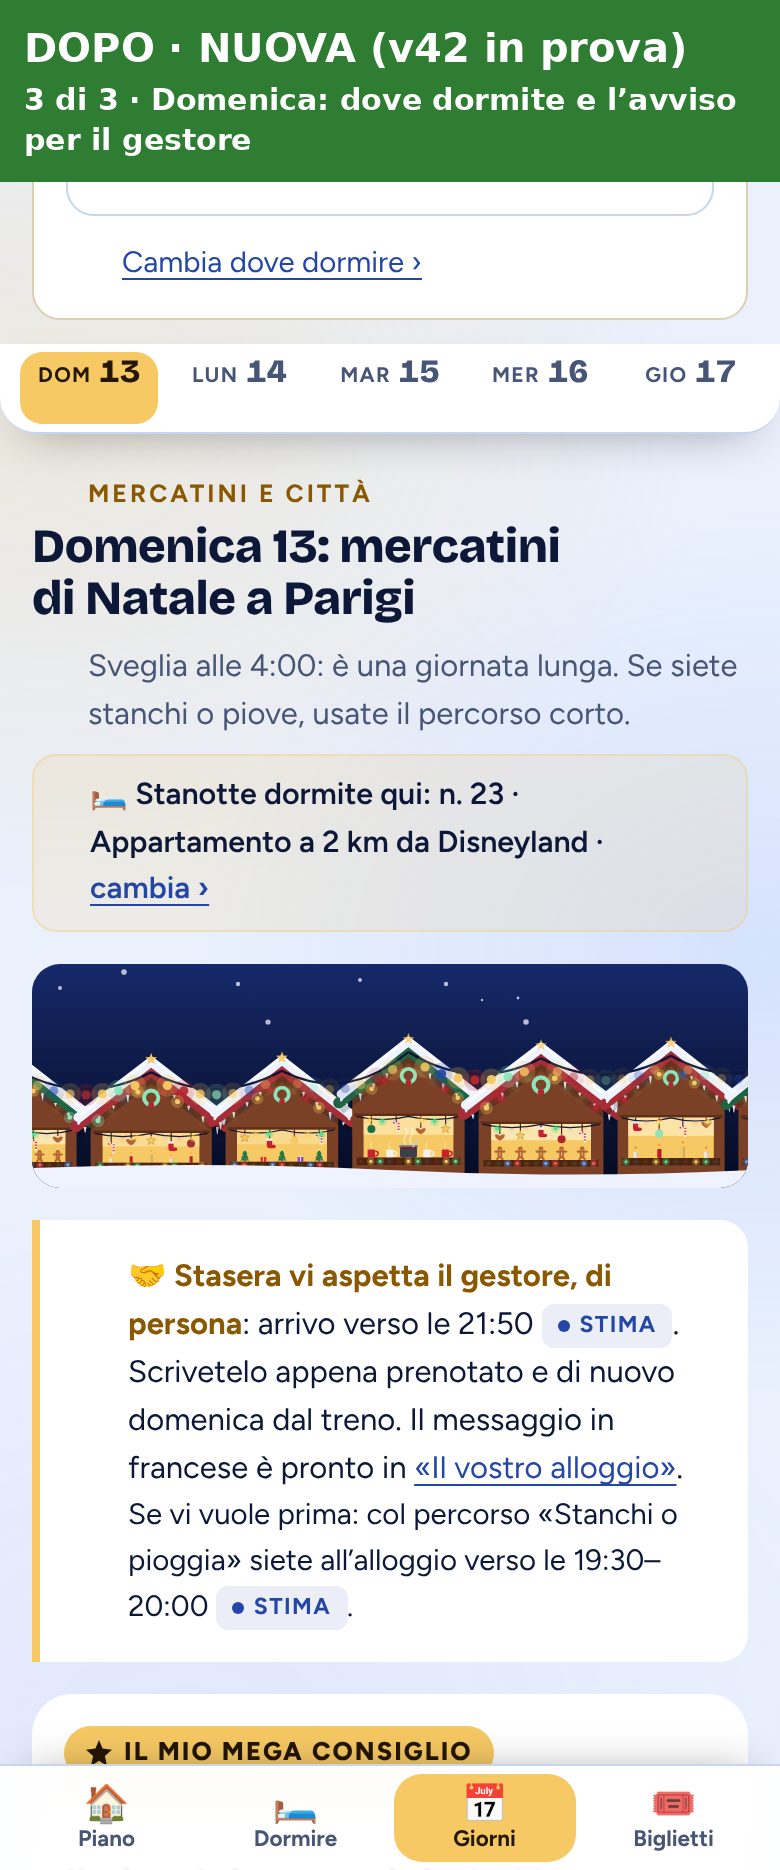 DOPO · NUOVA (v42 in prova)
3 di 3 · Domenica: dove dormite e l’avviso
per il gestore
Cambia dove dormire ›
DOM 13 LUN 14 MAR 15 MER 16 GIO 17
MERCATINI E CITTÀ
Domenica 13: mercatini
di Natale a Parigi
Sveglia alle 4:00: è una giornata lunga. Se siete
stanchi o piove, usate il percorso corto.
🛏️ Stanotte dormite qui: n. 23 ·
Appartamento a 2 km da Disneyland ·
cambia ›
🤝 Stasera vi aspetta il gestore, di
persona: arrivo verso le 21:50 • STIMA.
Scrivetelo appena prenotato e di nuovo
domenica dal treno. Il messaggio in
francese è pronto in «Il vostro alloggio».
Se vi vuole prima: col percorso «Stanchi o
pioggia» siete all’alloggio verso le 19:30–
20:00 • STIMA.
★ IL MIO MEGA CONSIGLIO
July
17
Piano Dormire Giorni Biglietti